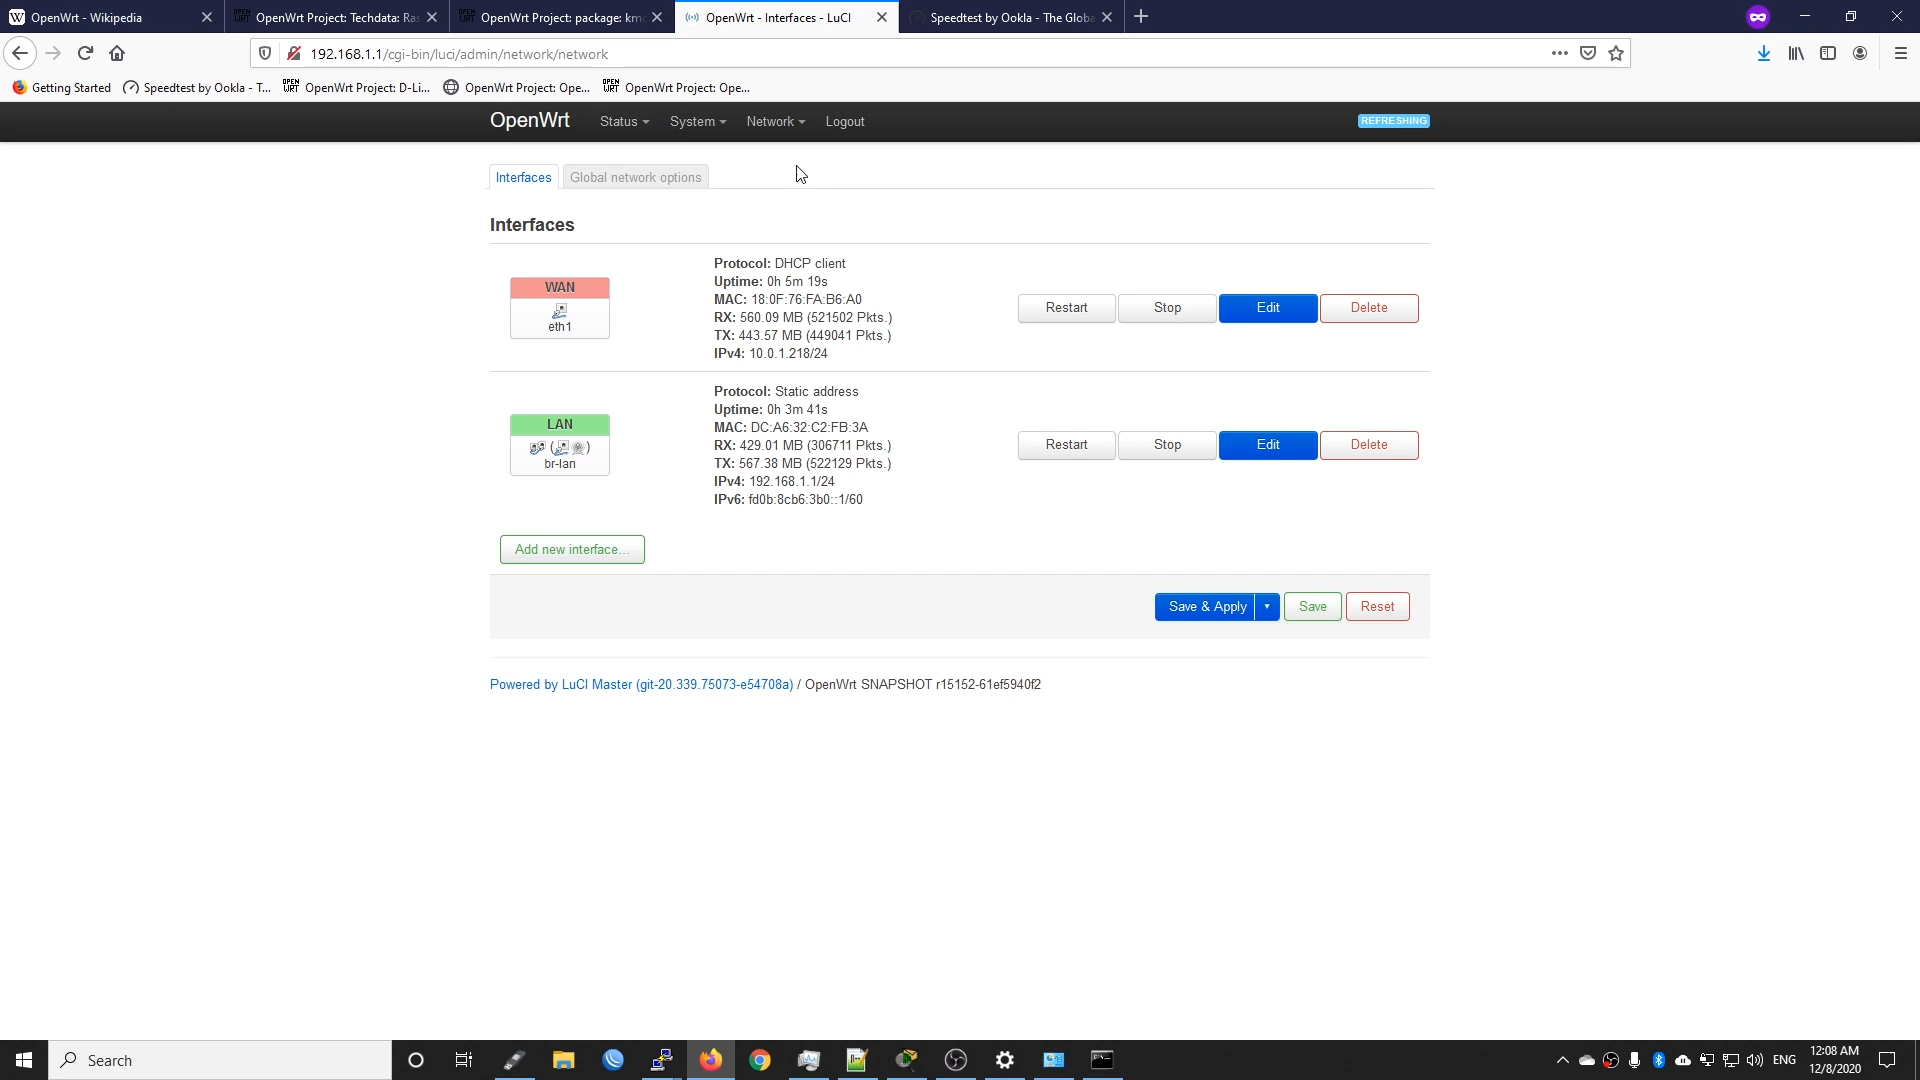 OpenWrt - Wikipedia
OpenWrt Project: Techdata: Ras
OpenWrt Project: package: kmo
OpenWrt - Interfaces - LuCI
Speedtest by Ookla - The Globa
192.168.1.1/cgi-bin/luci/admin/network/network
Getting Started
Speedtest by Ookla - T...
OpenWrt Project: D-Li...
OpenWrt Project: Ope...
OpenWrt Project: Ope...
OpenWrt
Status
System
Network
Logout
REFRESHING
Interfaces
Global network options
Interfaces
WAN
eth1
Protocol: DHCP client
Uptime: 0h 5m 19s
MAC: 18:0F:76:FA:B6:A0
RX: 560.09 MB (521502 Pkts.)
TX: 443.57 MB (449041 Pkts.)
IPv4: 10.0.1.218/24
Restart
Stop
Edit
Delete
LAN
br-lan
Protocol: Static address
Uptime: 0h 3m 41s
MAC: DC:A6:32:C2:FB:3A
RX: 429.01 MB (306711 Pkts.)
TX: 567.38 MB (522129 Pkts.)
IPv4: 192.168.1.1/24
IPv6: fd0b:8cb6:3b0::1/60
Restart
Stop
Edit
Delete
Add new interface...
Save & Apply
Save
Reset
Powered by LuCI Master (git-20.339.75073-e54708a) / OpenWrt SNAPSHOT r15152-61ef5940f2
Search
ENG
12:08 AM
12/8/2020